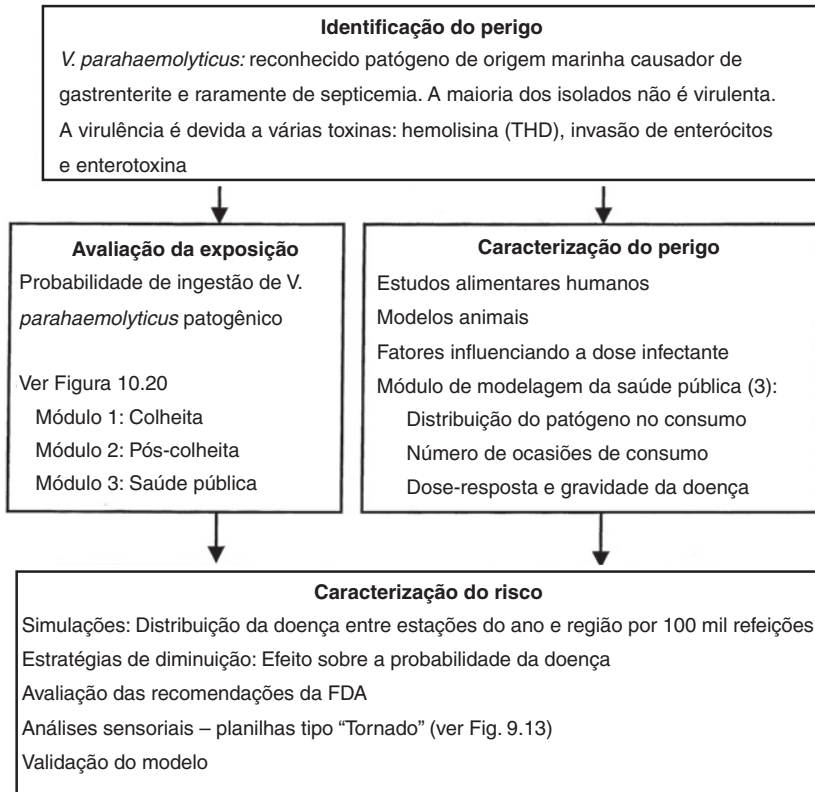 Identificação do perigo
V. parahaemolyticus: reconhecido patógeno de origem marinha causador de
gastrenterite e raramente de septicemia. A maioria dos isolados não é virulenta.
A virulência é devida a várias toxinas: hemolisina (THD), invasão de enterócitos
e enterotoxina
Avaliação da exposição
Probabilidade de ingestão de V.
parahaemolyticus patogênico
Ver Figura 10.20
Módulo 1: Colheita
Módulo 2: Pós-colheita
Módulo 3: Saúde pública
Caracterização do perigo
Estudos alimentares humanos
Modelos animais
Fatores influenciando a dose infectante
Módulo de modelagem da saúde pública (3):
Distribuição do patógeno no consumo
Número de ocasiões de consumo
Dose-resposta e gravidade da doença
Caracterização do risco
Simulações: Distribuição da doença entre estações do ano e região por 100 mil refeições
Estratégias de diminuição: Efeito sobre a probabilidade da doença
Avaliação das recomendações da FDA
Análises sensoriais – planilhas tipo “Tornado” (ver Fig. 9.13)
Validação do modelo